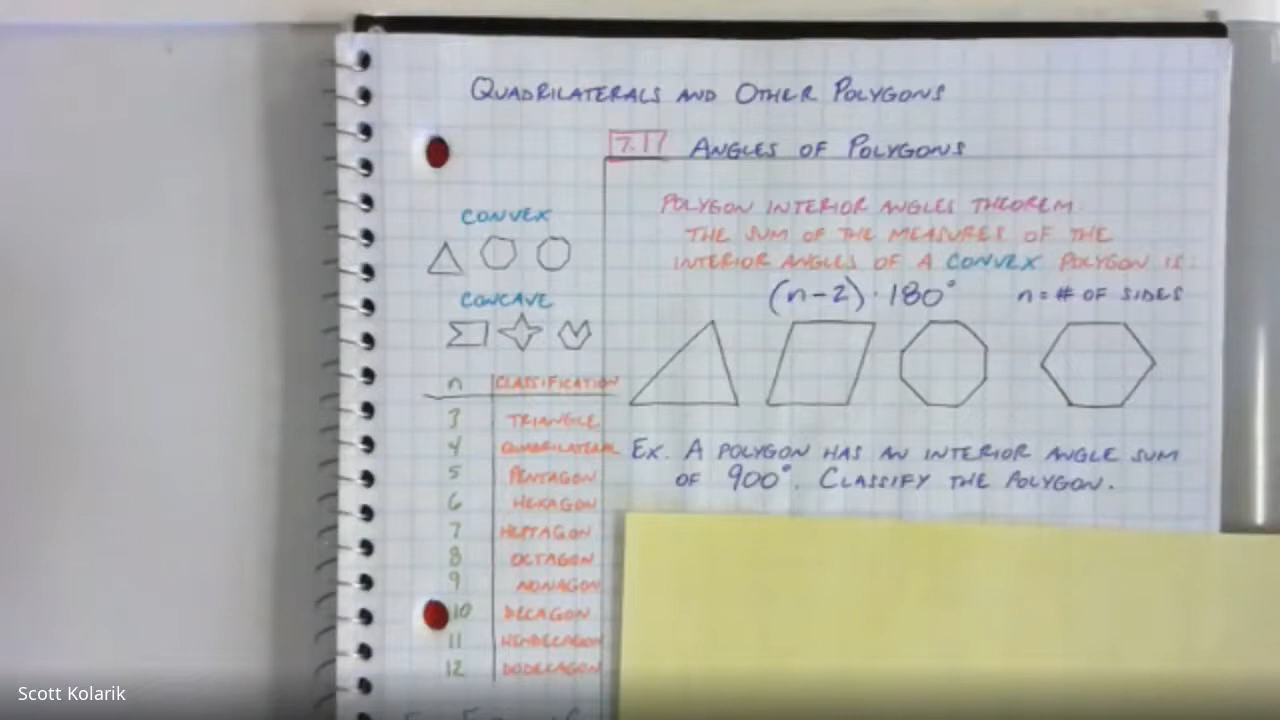 QUADRILATERALS AND OTHER POLYGONS
7.17 ANGLES OF POLYGONS
CONVEX
CONCAVE
n CLASSIFICATION
3 TRIANGLE
4 QUADRILATERAL
5 PENTAGON
6 HEXAGON
7 HEPTAGON
8 OCTAGON
9 NONAGON
10 DECAGON
11 HENDECAGON
12 DODECAGON
POLYGON INTERIOR ANGLES THEOREM
THE SUM OF THE MEASURES OF THE
INTERIOR ANGLES OF A CONVEX POLYGON IS:
(n-2)·180° n = # OF SIDES
EX. A POLYGON HAS AN INTERIOR ANGLE SUM
OF 900°. CLASSIFY THE POLYGON.
Scott Kolarik